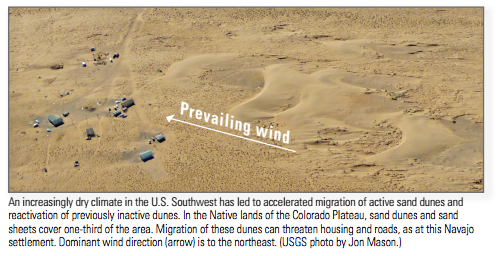 Prevailing wind
An increasingly dry climate in the U.S. Southwest has led to accelerated migration of active sand dunes and
reactivation of previously inactive dunes. In the Native lands of the Colorado Plateau, sand dunes and sand
sheets cover one-third of the area. Migration of these dunes can threaten housing and roads, as at this Navajo
settlement. Dominant wind direction (arrow) is to the northeast. (USGS photo by Jon Mason.)